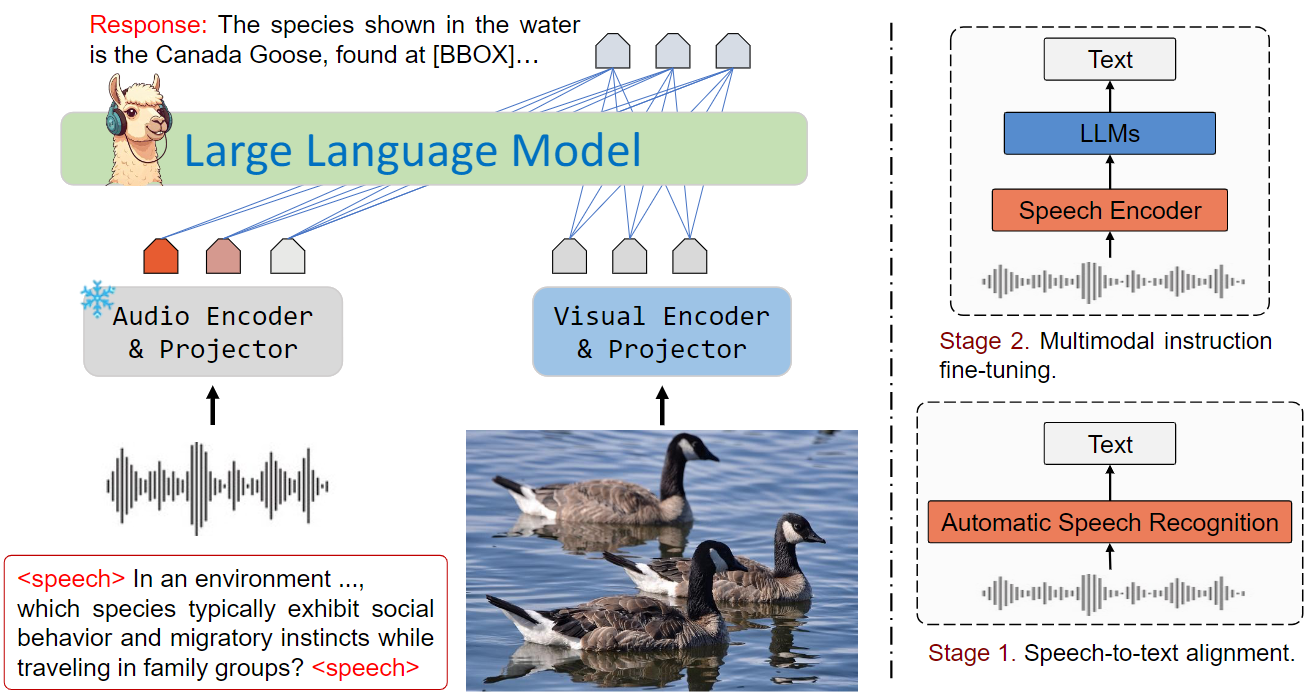 Response: The species shown in the water
is the Canada Goose, found at [BBOX]…
Large Language Model
Audio Encoder
& Projector
Visual Encoder
& Projector
<speech> In an environment ...,
which species typically exhibit social
behavior and migratory instincts while
traveling in family groups? <speech>
Text
LLMs
Speech Encoder
Stage 2. Multimodal instruction
fine-tuning.
Text
Automatic Speech Recognition
Stage 1. Speech-to-text alignment.